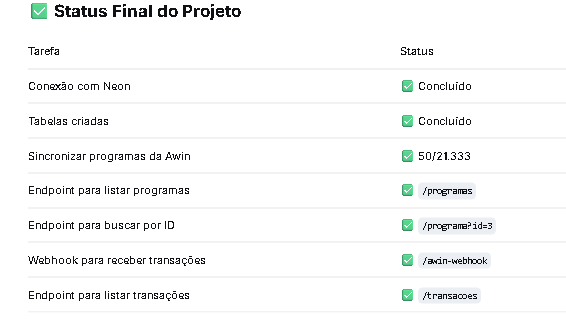 ✅ Status Final do Projeto
Tarefa Status
Conexão com Neon ✅ Concluído
Tabelas criadas ✅ Concluído
Sincronizar programas da Awin ✅ 50/21.333
Endpoint para listar programas ✅ /programas
Endpoint para buscar por ID ✅ /programa?id=3
Webhook para receber transações ✅ /awin-webhook
Endpoint para listar transações ✅ /transacoes